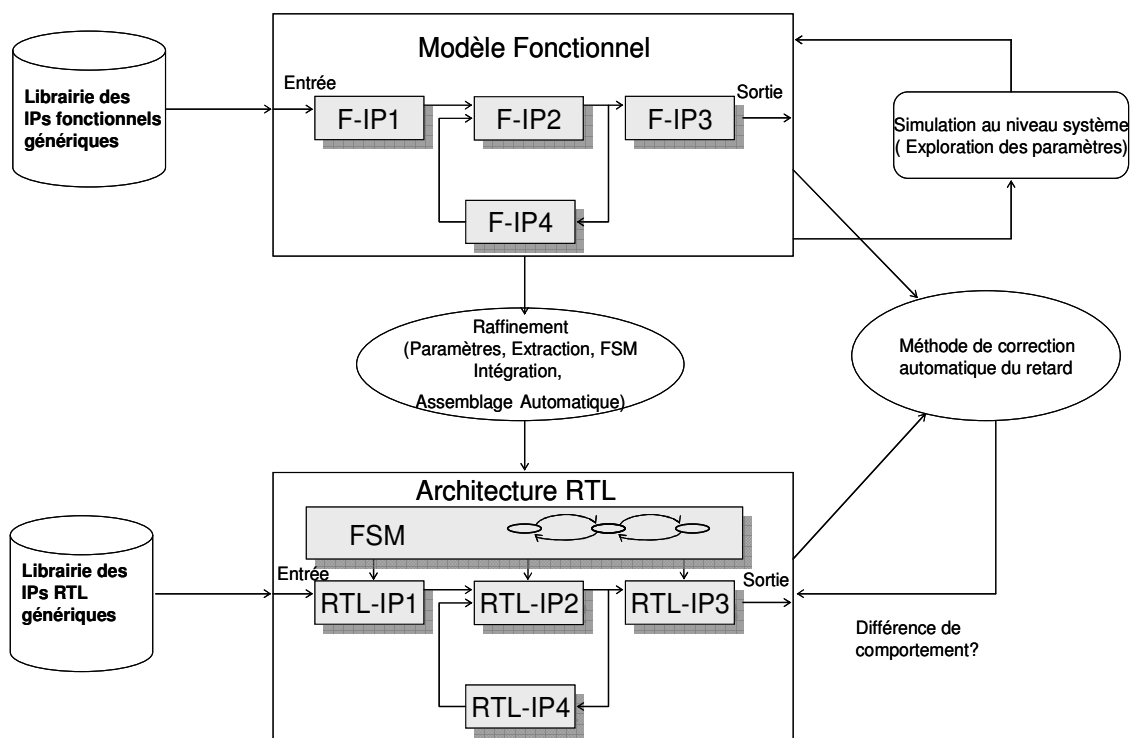 Modèle Fonctionnel
Librairie des
IPs fonctionnels
génériques
Entrée
F-IP1
F-IP2
F-IP3
Sortie
F-IP4
Simulation au niveau système
( Exploration des paramètres)
Raffinement
(Paramètres, Extraction, FSM
Intégration,
Assemblage Automatique)
Méthode de correction
automatique du retard
Architecture RTL
FSM
Librairie des
IPs RTL
génériques
Entrée
RTL-IP1
RTL-IP2
RTL-IP3
Sortie
RTL-IP4
Différence de
comportement?